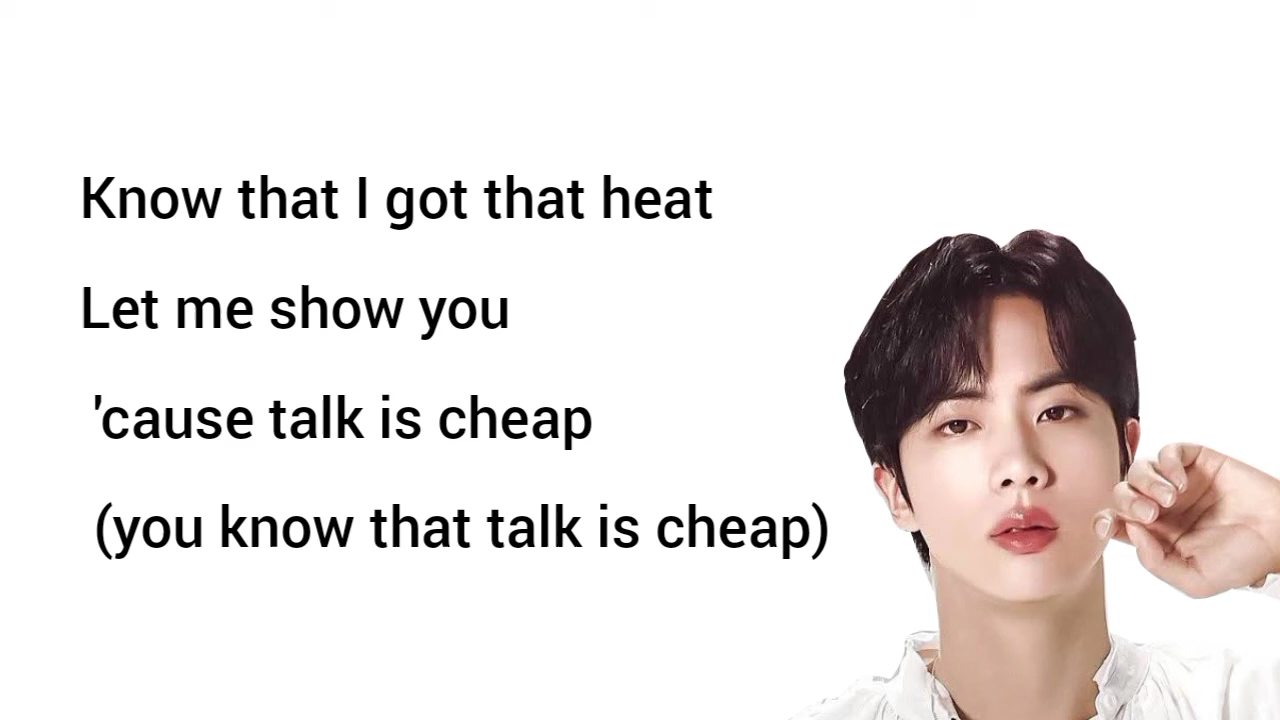 Know that I got that heat
Let me show you
'cause talk is cheap
(you know that talk is cheap)